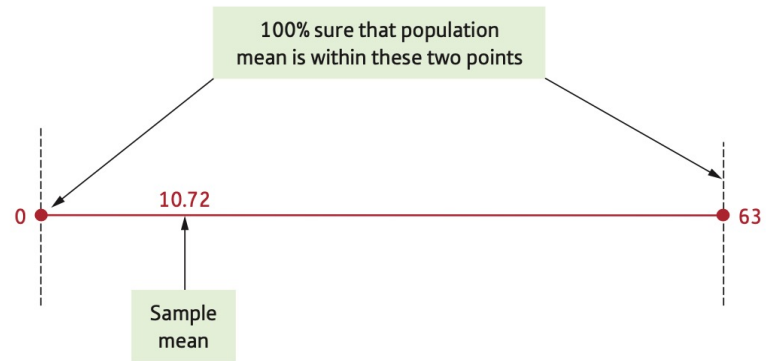 100% sure that population
mean is within these two points
10.72
0
63
Sample
mean